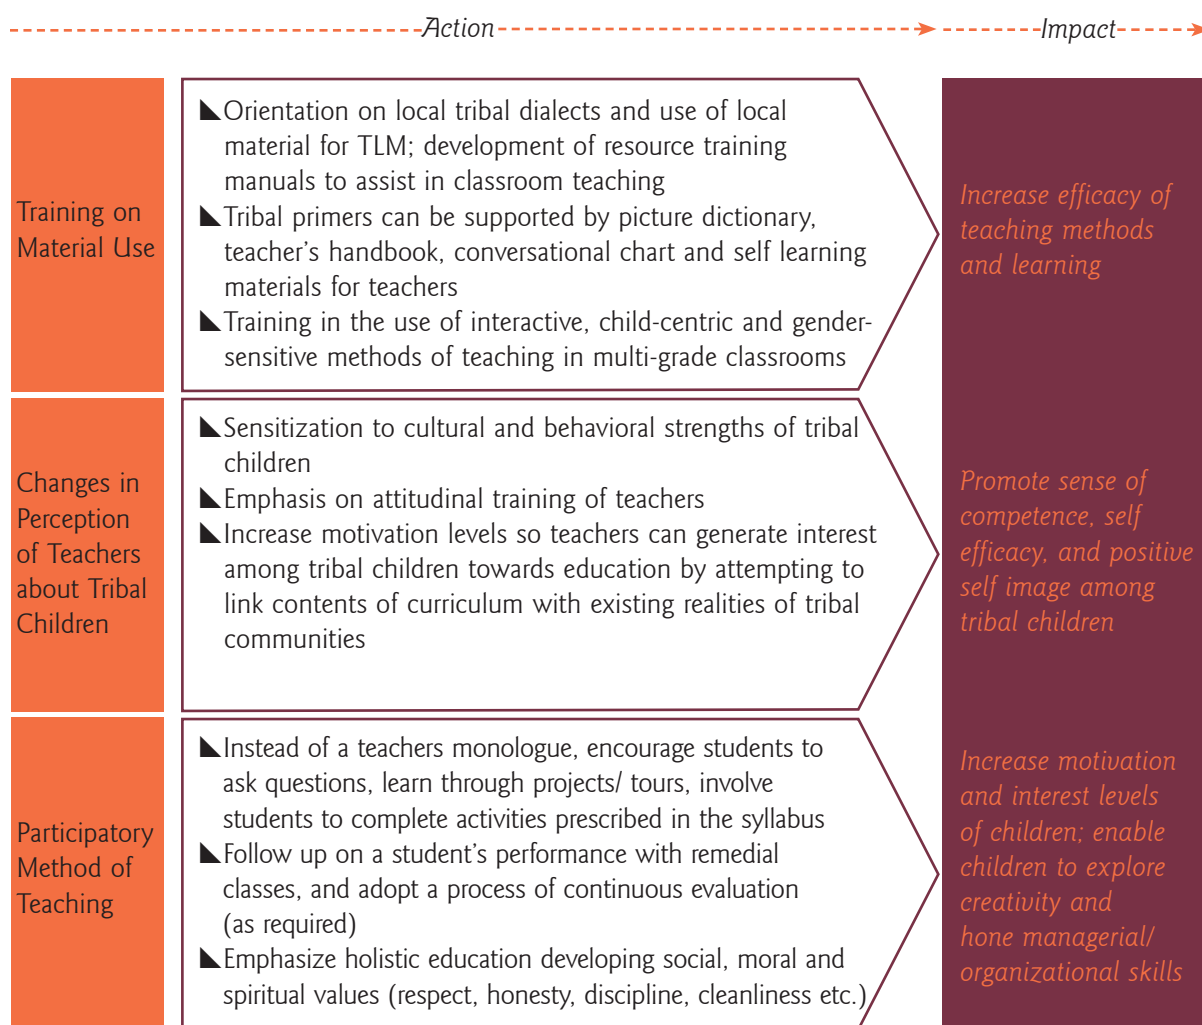 Action
Impact
Training on
Material Use
◣Orientation on local tribal dialects and use of local
material for TLM; development of resource training
manuals to assist in classroom teaching
◣Tribal primers can be supported by picture dictionary,
teacher's handbook, conversational chart and self learning
materials for teachers
◣Training in the use of interactive, child-centric and gender-
sensitive methods of teaching in multi-grade classrooms
Increase efficacy of
teaching methods
and learning
Changes in
Perception
of Teachers
about Tribal
Children
◣Sensitization to cultural and behavioral strengths of tribal
children
◣Emphasis on attitudinal training of teachers
◣Increase motivation levels so teachers can generate interest
among tribal children towards education by attempting to
link contents of curriculum with existing realities of tribal
communities
Promote sense of
competence, self
efficacy, and positive
self image among
tribal children
Participatory
Method of
Teaching
◣Instead of a teachers monologue, encourage students to
ask questions, learn through projects/ tours, involve
students to complete activities prescribed in the syllabus
◣Follow up on a student's performance with remedial
classes, and adopt a process of continuous evaluation
(as required)
◣Emphasize holistic education developing social, moral and
spiritual values (respect, honesty, discipline, cleanliness etc.)
Increase motivation
and interest levels
of children; enable
children to explore
creativity and
hone managerial/
organizational skills